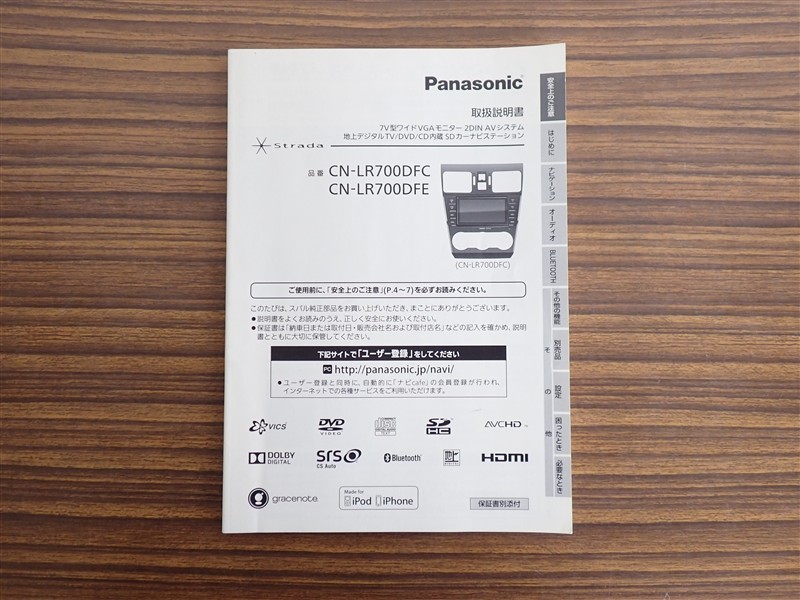 Panasonic
取扱説明書
7V型ワイドVGAモニター 2DIN AVシステム
地上デジタルTV/DVD/CD内蔵 SDカーナビステーション
Strada
品番 CN-LR700DFC
CN-LR700DFE
(CN-LR700DFC)
ご使用前に、「安全上のご注意」(P.4～7)を必ずお読みください。
このたびは、スバル純正部品をお買い上げいただき、まことにありがとうございます。
●説明書をよくお読みのうえ、正しく安全にお使いください。
●保証書は「納車日または取付日・販売会社名および取付店名」などの記入を確かめ、説明
書とともに大切に保管してください。
下記サイトで「ユーザー登録」をしてください
PC http://panasonic.jp/navi/
●ユーザー登録と同時に、自動的に「ナビcafe」の会員登録が行われ、
インターネットでの各種サービスをご利用いただけます。
VICS
DVD
VIDEO
SD
HC
AVCHD
DOLBY
DIGITAL
SRS
CS Auto
Bluetooth
HDMI
gracenote
Made for
iPod iPhone
保証書別添付
安全上のご注意
はじめに
ナビゲーション
オーディオ
BLUETOOTH
その他の機能
別売品
設定
困ったとき
必要なとき
その他